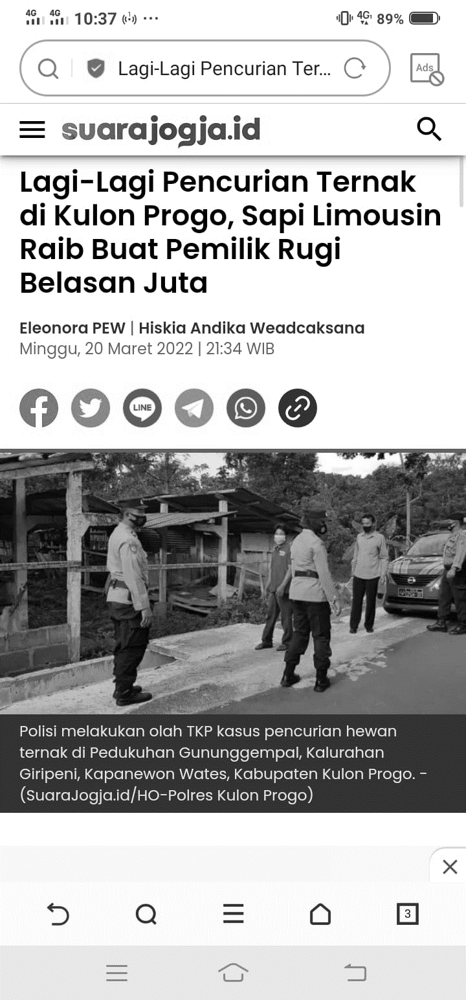 4G 4G 10:37 4G 89%
Lagi-Lagi Pencurian Ter...
Ads
suarajogja.id
Lagi-Lagi Pencurian Ternak
di Kulon Progo, Sapi Limousin
Raib Buat Pemilik Rugi
Belasan Juta
Eleonora PEW | Hiskia Andika Weadcaksana
Minggu, 20 Maret 2022 | 21:34 WIB
LINE
Polisi melakukan olah TKP kasus pencurian hewan
ternak di Pedukuhan Gununggempal, Kalurahan
Giripeni, Kapanewon Wates, Kabupaten Kulon Progo. -
(SuaraJogja.id/HO-Polres Kulon Progo)
3